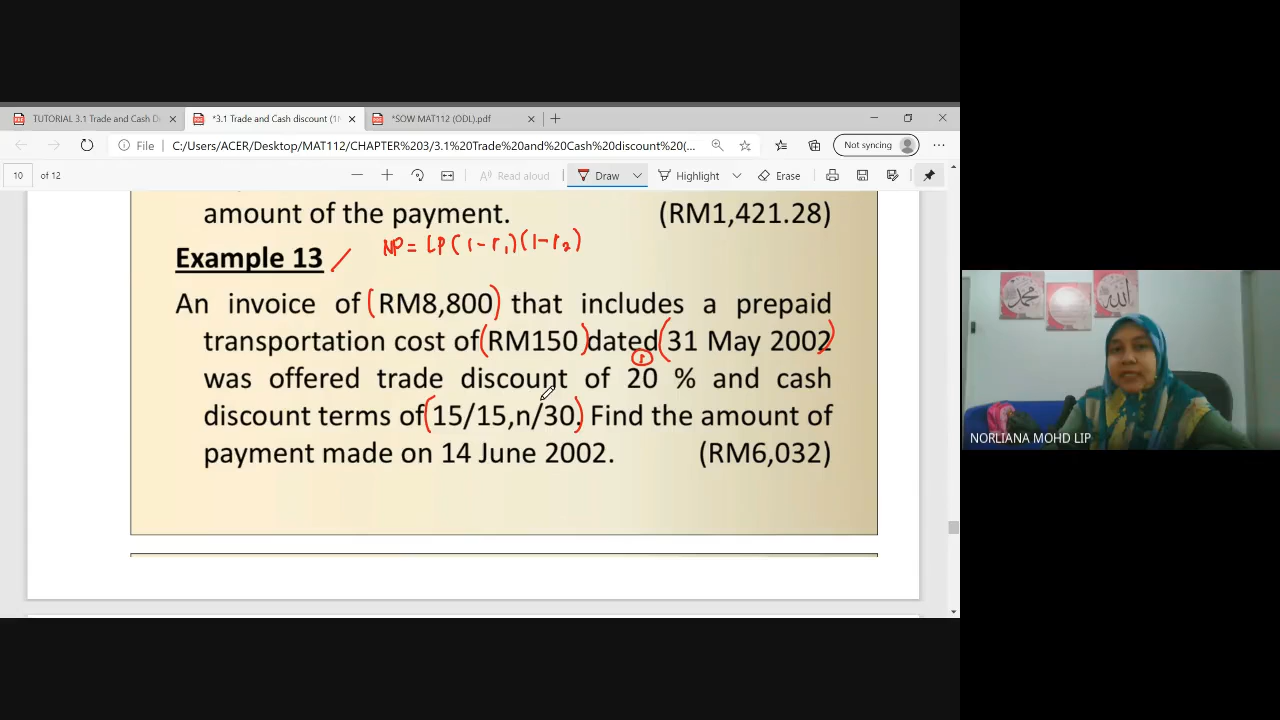 TUTORIAL 3.1 Trade and Cash D
*3.1 Trade and Cash discount (1
*SOW MAT112 (ODL).pdf
File
C:/Users/ACER/Desktop/MAT112/CHAPTER%203/3.1%20Trade%20and%20Cash%20discount%20(...
Not syncing
10 of 12
Read aloud
Draw
Highlight
Erase
amount of the payment. (RM1,421.28)
Example 13
NP = LP (1-r1)(1-r2)
An invoice of (RM8,800) that includes a prepaid
transportation cost of (RM150) dated (31 May 2002)
was offered trade discount of 20 % and cash
discount terms of (15/15,n/30.) Find the amount of
payment made on 14 June 2002. (RM6,032)
NORLIANA MOHD LIP